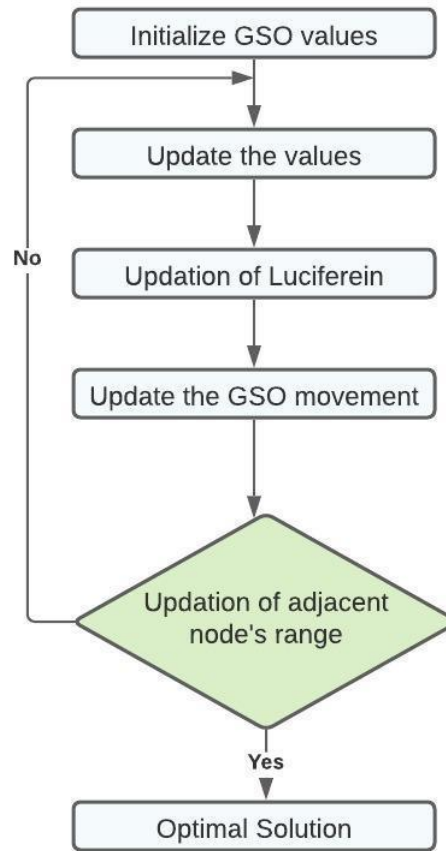 Initialize GSO values
Update the values
No
Updation of Luciferein
Update the GSO movement
Updation of adjacent
node's range
Yes
Optimal Solution